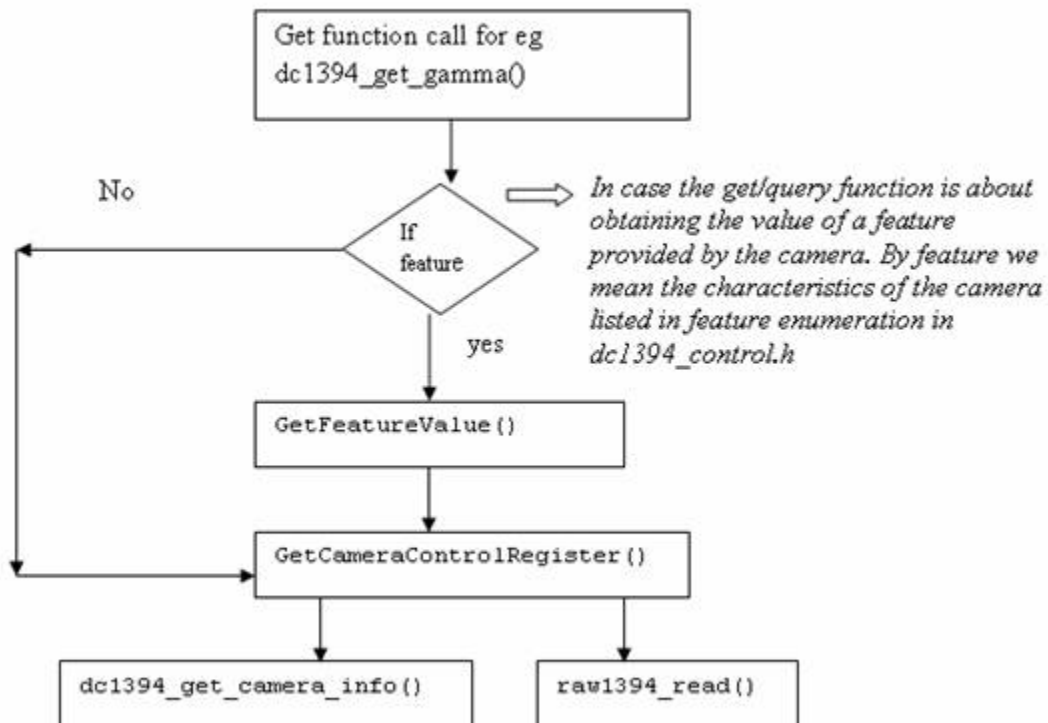 Get function call for eg
dc1394_get_gamma()
No
If
feature
In case the get/query function is about
obtaining the value of a feature
provided by the camera. By feature we
mean the characteristics of the camera
listed in feature enumeration in
dc1394_control.h
yes
GetFeatureValue()
GetCameraControlRegister()
dc1394_get_camera_info()
raw1394_read()